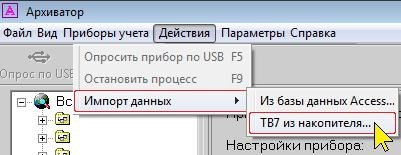 Архиватор
Файл Вид Приборы учета Действия Параметры Справка
Опрос по USB
Опросить прибор по USB F5
Остановить процесс F9
Импорт данных
Из базы данных Access...
ТВ7 из накопителя...
Вс
Настройки прибора: